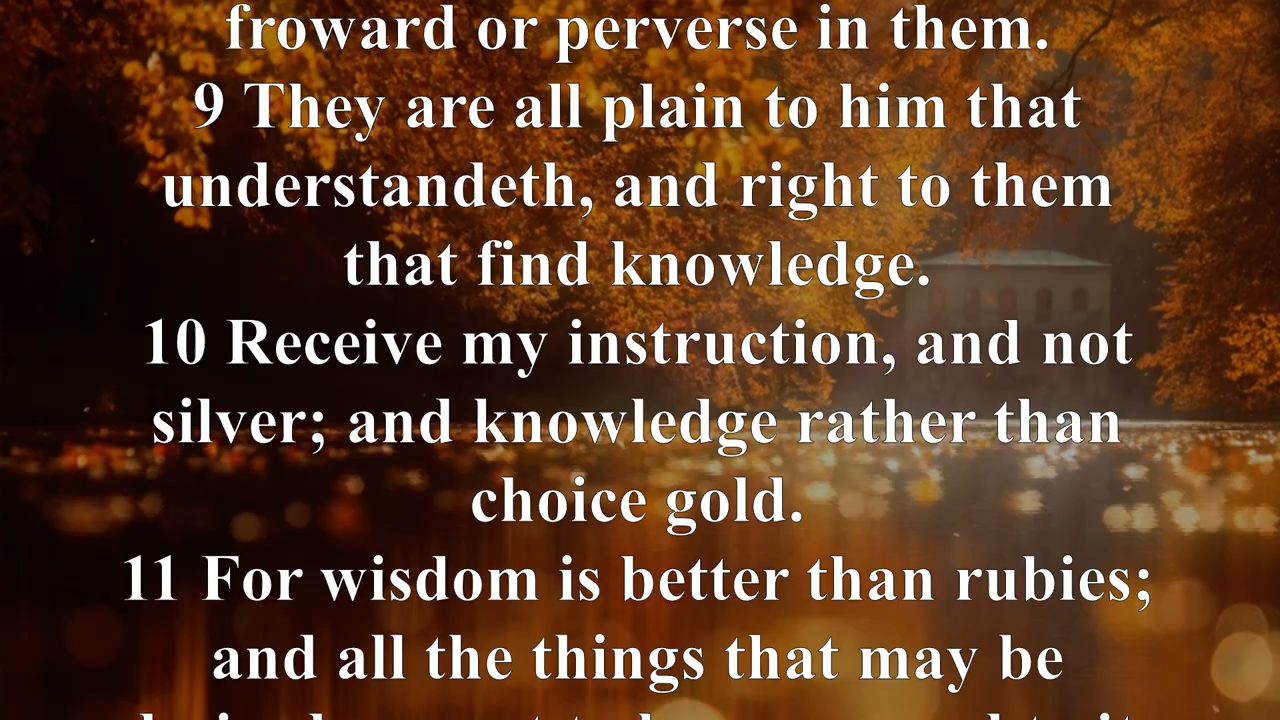 froward or perverse in them.
9 They are all plain to him that
understandeth, and right to them
that find knowledge.
10 Receive my instruction, and not
silver; and knowledge rather than
choice gold.
11 For wisdom is better than rubies;
and all the things that may be